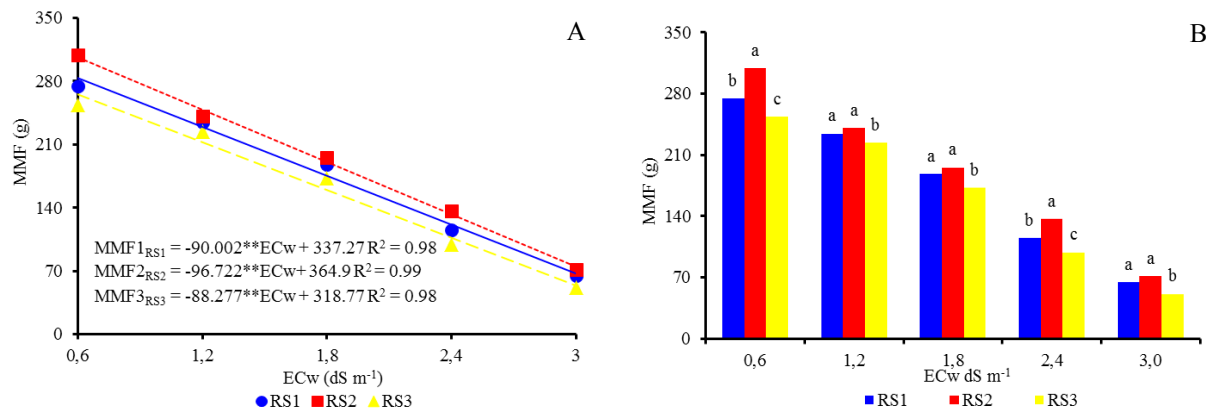 A
MMF (g)
350
280
210
140
70
0
MMF1RS1 = -90.002**ECw + 337.27 R² = 0.98
MMF2RS2 = -96.722**ECw + 364.9 R² = 0.99
MMF3RS3 = -88.277**ECw + 318.77 R² = 0.98
0,6 1,2 1,8 2,4 3
ECw (dS m⁻¹)
RS1 RS2 RS3
B
MMF (g)
350
280
210
140
70
0
b a c
a a b
a a b
b a c
a a b
0,6 1,2 1,8 2,4 3,0
ECw dS m⁻¹
RS1 RS2 RS3